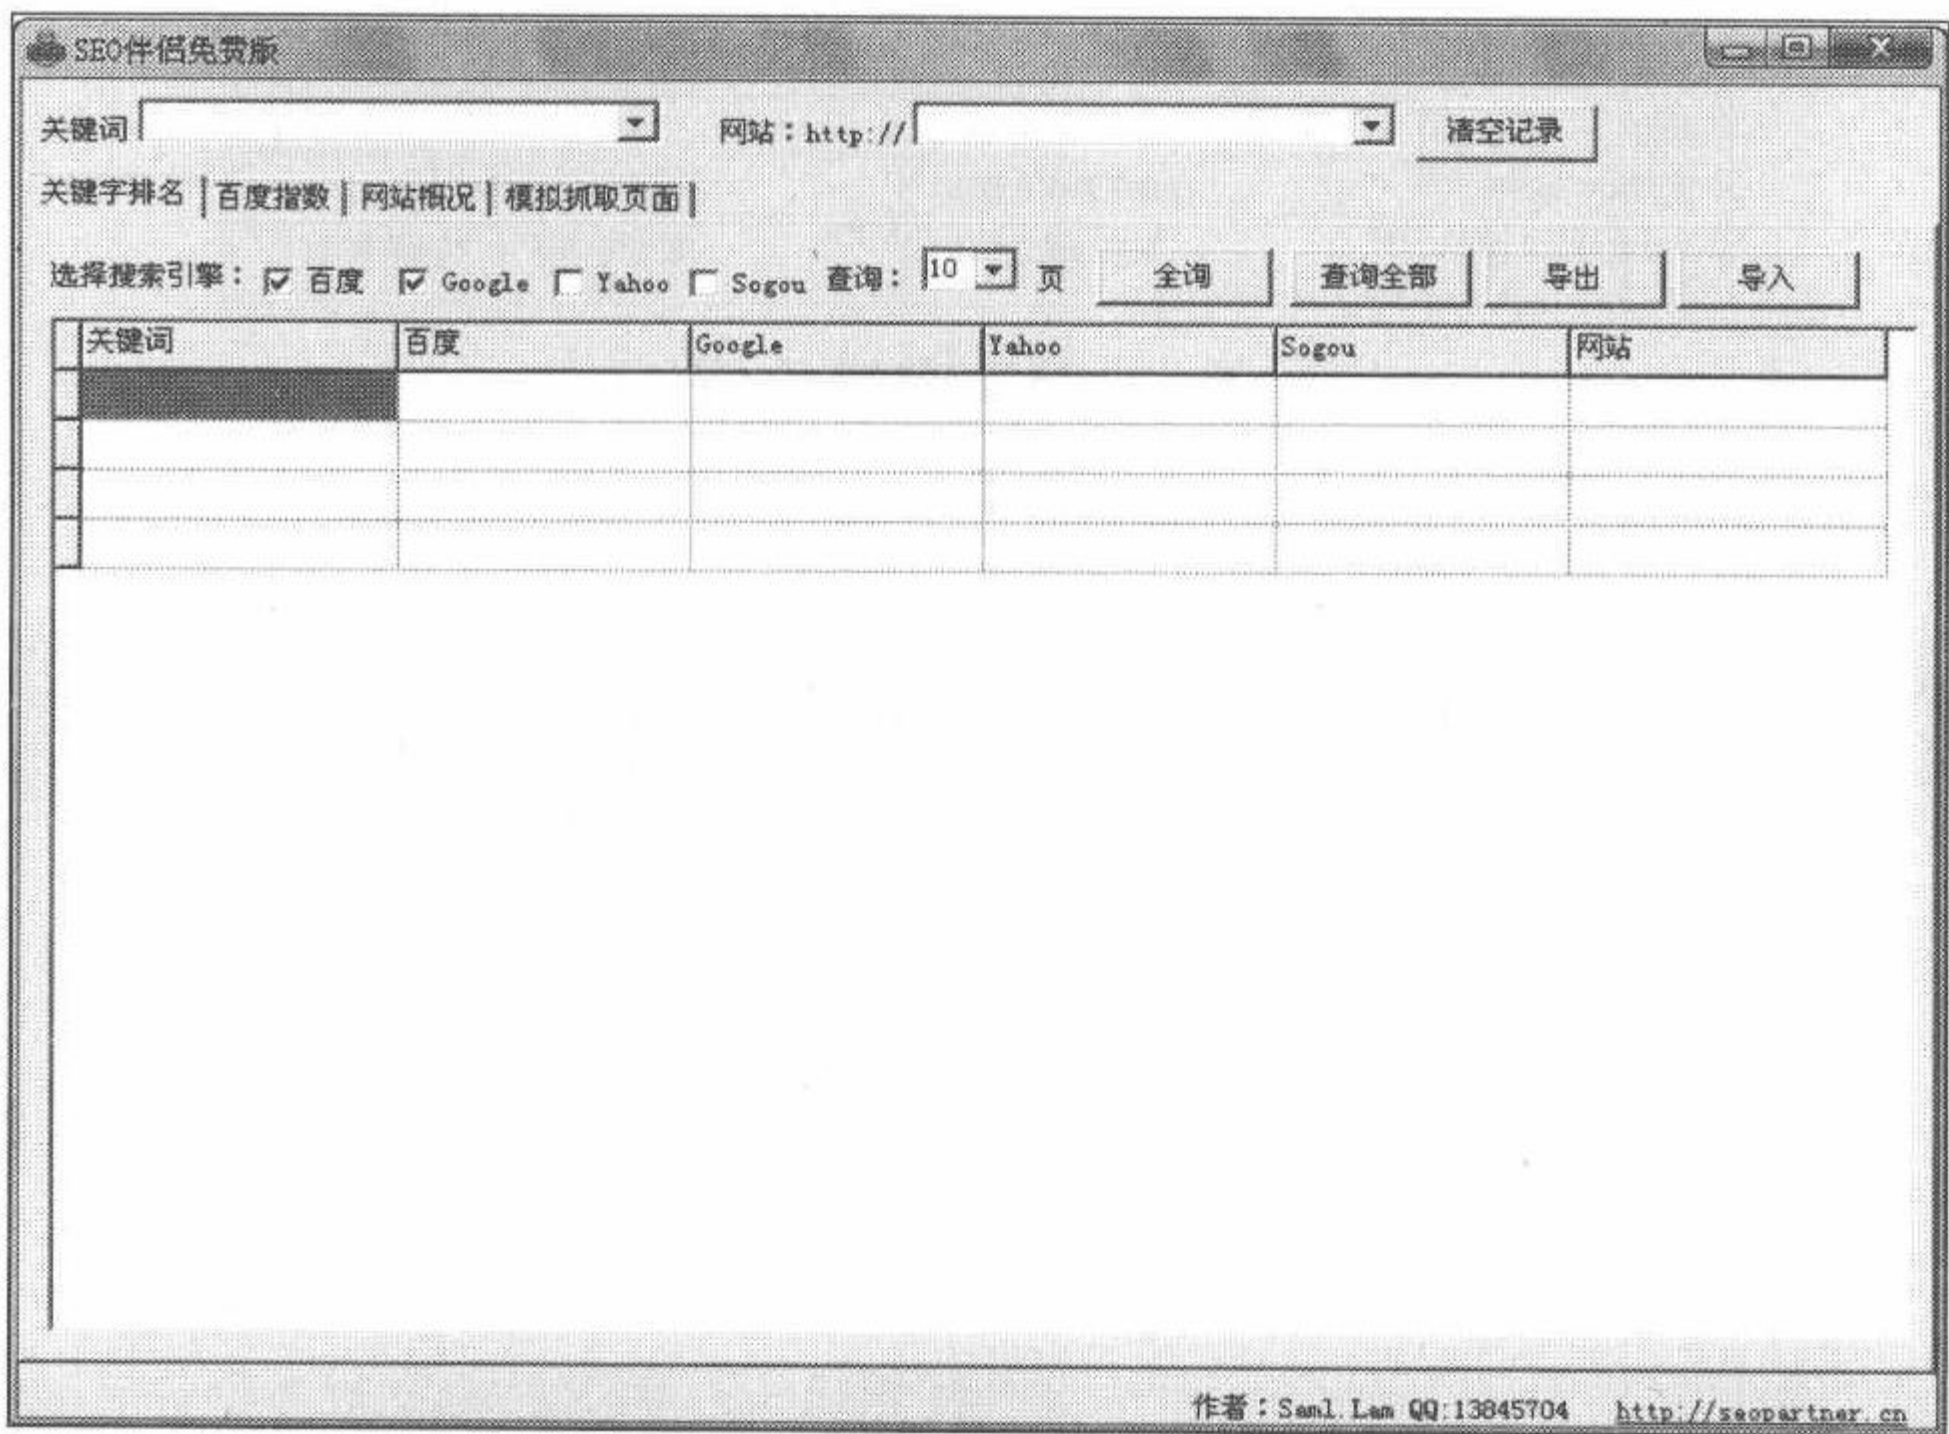 SEO伴侣免费版
关键词 网站：http:// 清空记录
关键字排名 百度指数 网站概况 模拟抓取页面
选择搜索引擎： 百度 Google Yahoo Sogou 查询： 10 页 全询 查询全部 导出 导入
关键词 百度 Google Yahoo Sogou 网站
作者：Saml.Lam QQ:13845704 http://seopartner.cn